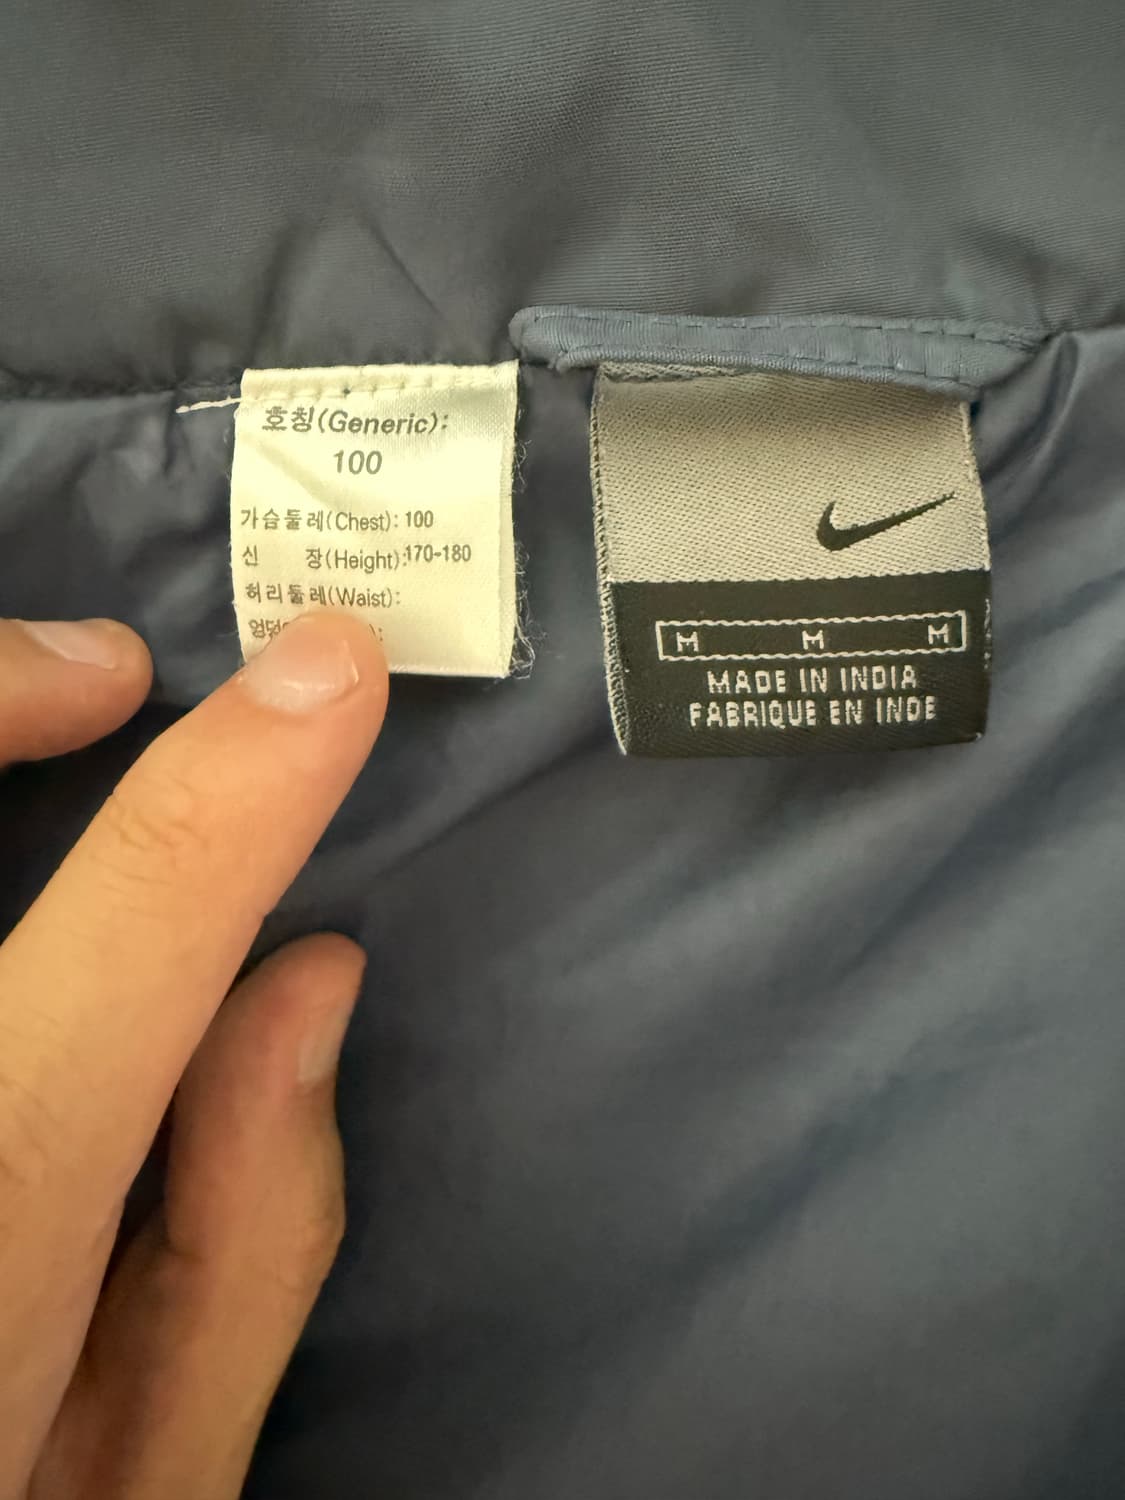 호칭(Generic):
100
가슴둘레(Chest): 100
신 장(Height):170-180
허리둘레(Waist):
M M M
MADE IN INDIA
FABRIQUE EN INDE